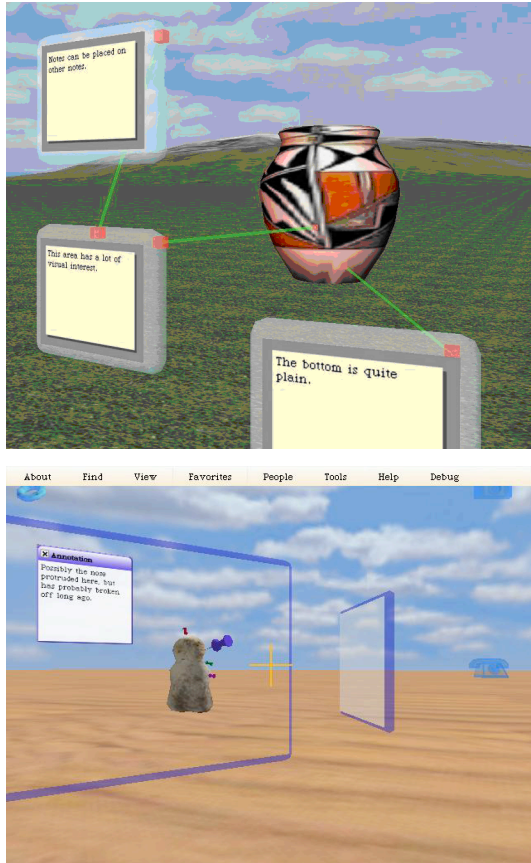 Notes can be placed on
other notes.
This area has a lot of
visual interest.
The bottom is quite
plain.
About Find View Favorites People Tools Help Debug
Annotation
Possibly the nose
protruded here, but
has probably broken
off long ago.